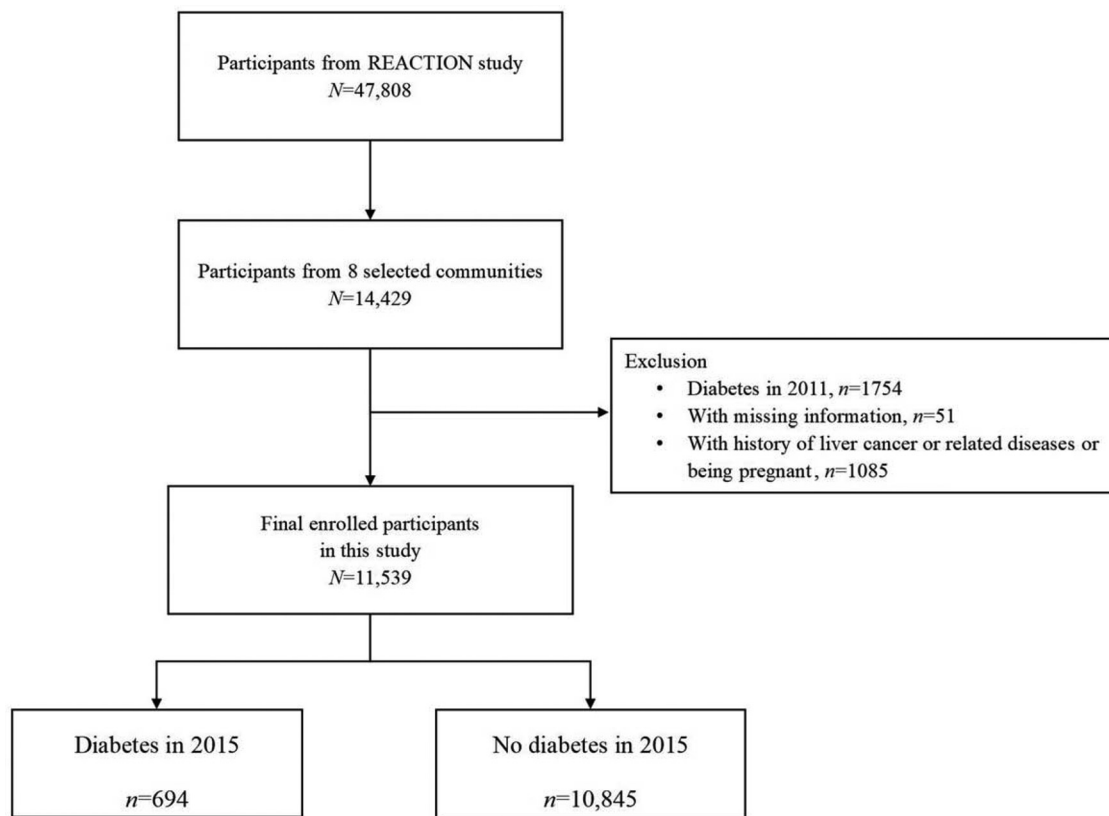 Participants from REACTION study
N=47,808
Participants from 8 selected communities
N=14,429
Exclusion
• Diabetes in 2011, n=1754
• With missing information, n=51
• With history of liver cancer or related diseases or
being pregnant, n=1085
Final enrolled participants
in this study
N=11,539
Diabetes in 2015
n=694
No diabetes in 2015
n=10,845